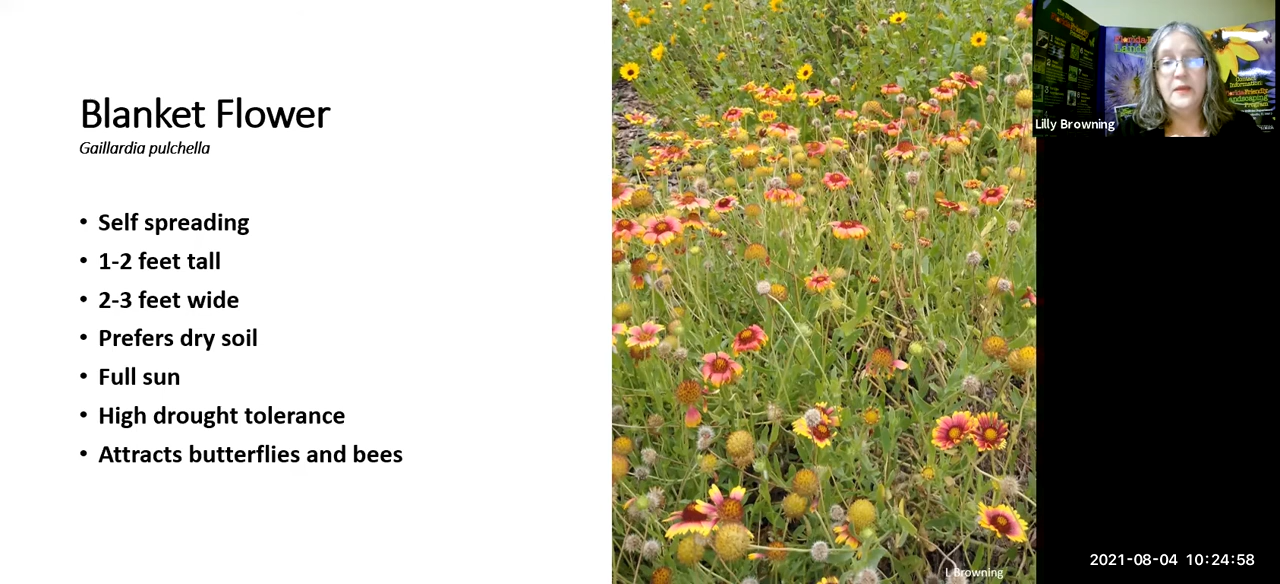 Blanket Flower
Gaillardia pulchella
• Self spreading
• 1-2 feet tall
• 2-3 feet wide
• Prefers dry soil
• Full sun
• High drought tolerance
• Attracts butterflies and bees
L Browning
Lilly Browning
2021-08-04 10:24:58